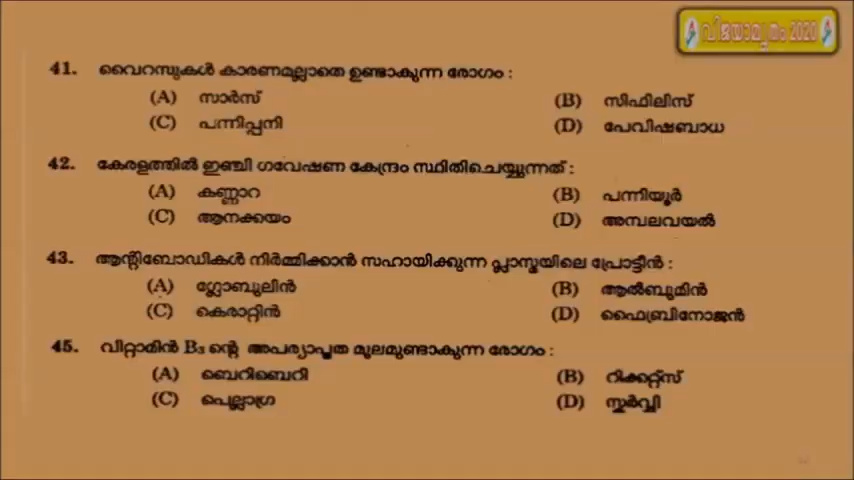 വിജയാമൃതം 2020
41. വൈറസുകൾ കാരണമല്ലാതെ ഉണ്ടാകുന്ന രോഗം :
(A) സാർസ് (B) സിഫിലിസ്
(C) പന്നിപ്പനി (D) പേവിഷബാധ
42. കേരളത്തിൽ ഇഞ്ചി ഗവേഷണ കേന്ദ്രം സ്ഥിതിചെയ്യുന്നത് :
(A) കണ്ണാറ (B) പന്നിയൂർ
(C) ആനക്കയം (D) അമ്പലവയൽ
43. ആന്റിബോഡികൾ നിർമ്മിക്കാൻ സഹായിക്കുന്ന പ്ലാസ്മയിലെ പ്രോട്ടീൻ :
(A) ഗ്ലോബുലിൻ (B) ആൽബുമിൻ
(C) കെരാറ്റിൻ (D) ഫൈബ്രിനോജൻ
45. വിറ്റാമിൻ B₃ ന്റെ അപര്യാപ്തത മൂലമുണ്ടാകുന്ന രോഗം :
(A) ബെറിബെറി (B) റിക്കറ്റ്സ്
(C) പെല്ലാഗ്ര (D) സ്കർവ്വി